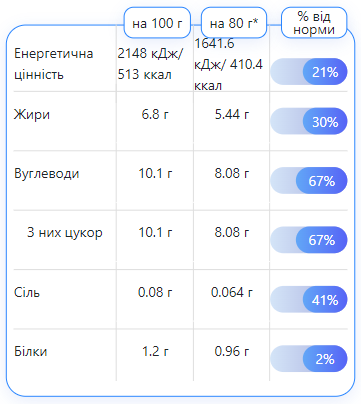 на 100 г на 80 г* % від
норми
Енергетична
цінність 2148 кДж/
513 ккал 1641.6
кДж/ 410.4
ккал 21%
Жири 6.8 г 5.44 г 30%
Вуглеводи 10.1 г 8.08 г 67%
З них цукор 10.1 г 8.08 г 67%
Сіль 0.08 г 0.064 г 41%
Білки 1.2 г 0.96 г 2%